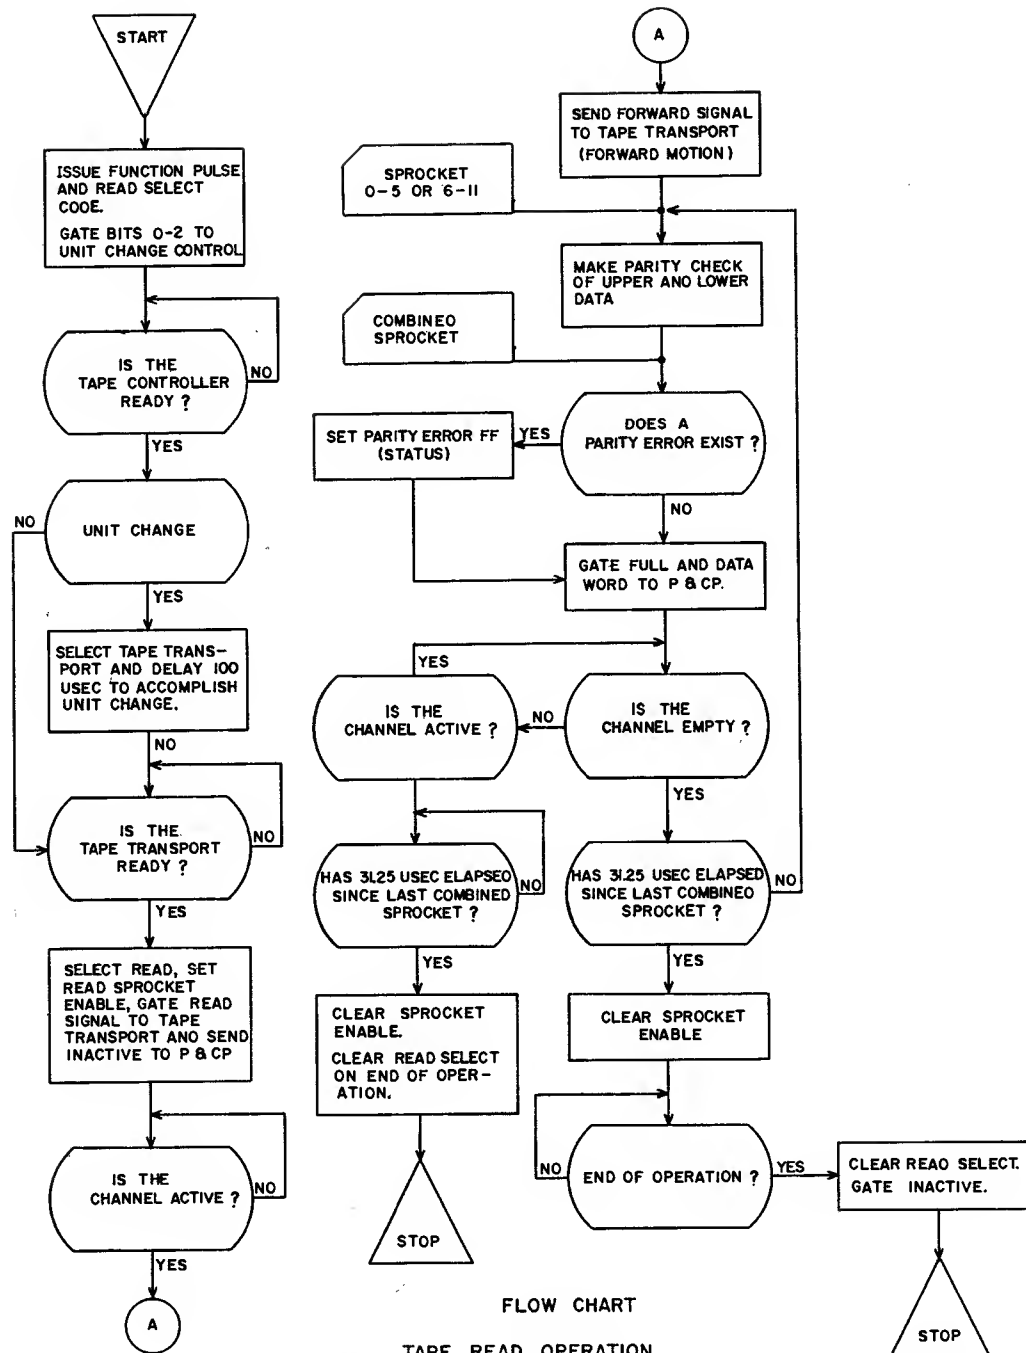 START
ISSUE FUNCTION PULSE
AND READ SELECT
COOE.
GATE BITS 0-2 TO
UNIT CHANGE CONTROL
IS THE
TAPE CONTROLLER
READY ?
NO
YES
NO
UNIT CHANGE
YES
SELECT TAPE TRANS-
PORT AND DELAY 100
USEC TO ACCOMPLISH
UNIT CHANGE.
NO
IS THE
TAPE TRANSPORT
READY ?
NO
YES
SELECT READ, SET
READ SPROCKET
ENABLE, GATE READ
SIGNAL TO TAPE
TRANSPORT ANO SEND
INACTIVE TO P & CP
IS THE
CHANNEL ACTIVE ?
NO
YES
A
A
SEND FORWARD SIGNAL
TO TAPE TRANSPORT
(FORWARD MOTION)
SPROCKET
0-5 OR 6-11
MAKE PARITY CHECK
OF UPPER ANO LOWER
DATA
COMBINEO
SPROCKET
DOES A
PARITY ERROR EXIST ?
YES
SET PARITY ERROR FF
(STATUS)
NO
GATE FULL AND DATA
WORD TO P & CP.
YES
IS THE
CHANNEL ACTIVE ?
NO
IS THE
CHANNEL EMPTY ?
YES
HAS 31.25 USEC ELAPSEO
SINCE LAST COMBINED
SPROCKET ?
NO
YES
HAS 31.25 USEC ELAPSED
SINCE LAST COMBINEO
SPROCKET ?
NO
YES
CLEAR SPROCKET
ENABLE.
CLEAR READ SELECT
ON END OF OPER-
ATION.
STOP
CLEAR SPROCKET
ENABLE
NO
END OF OPERATION ?
YES
CLEAR REAO SELECT.
GATE INACTIVE.
STOP
FLOW CHART
TAPE READ OPERATION